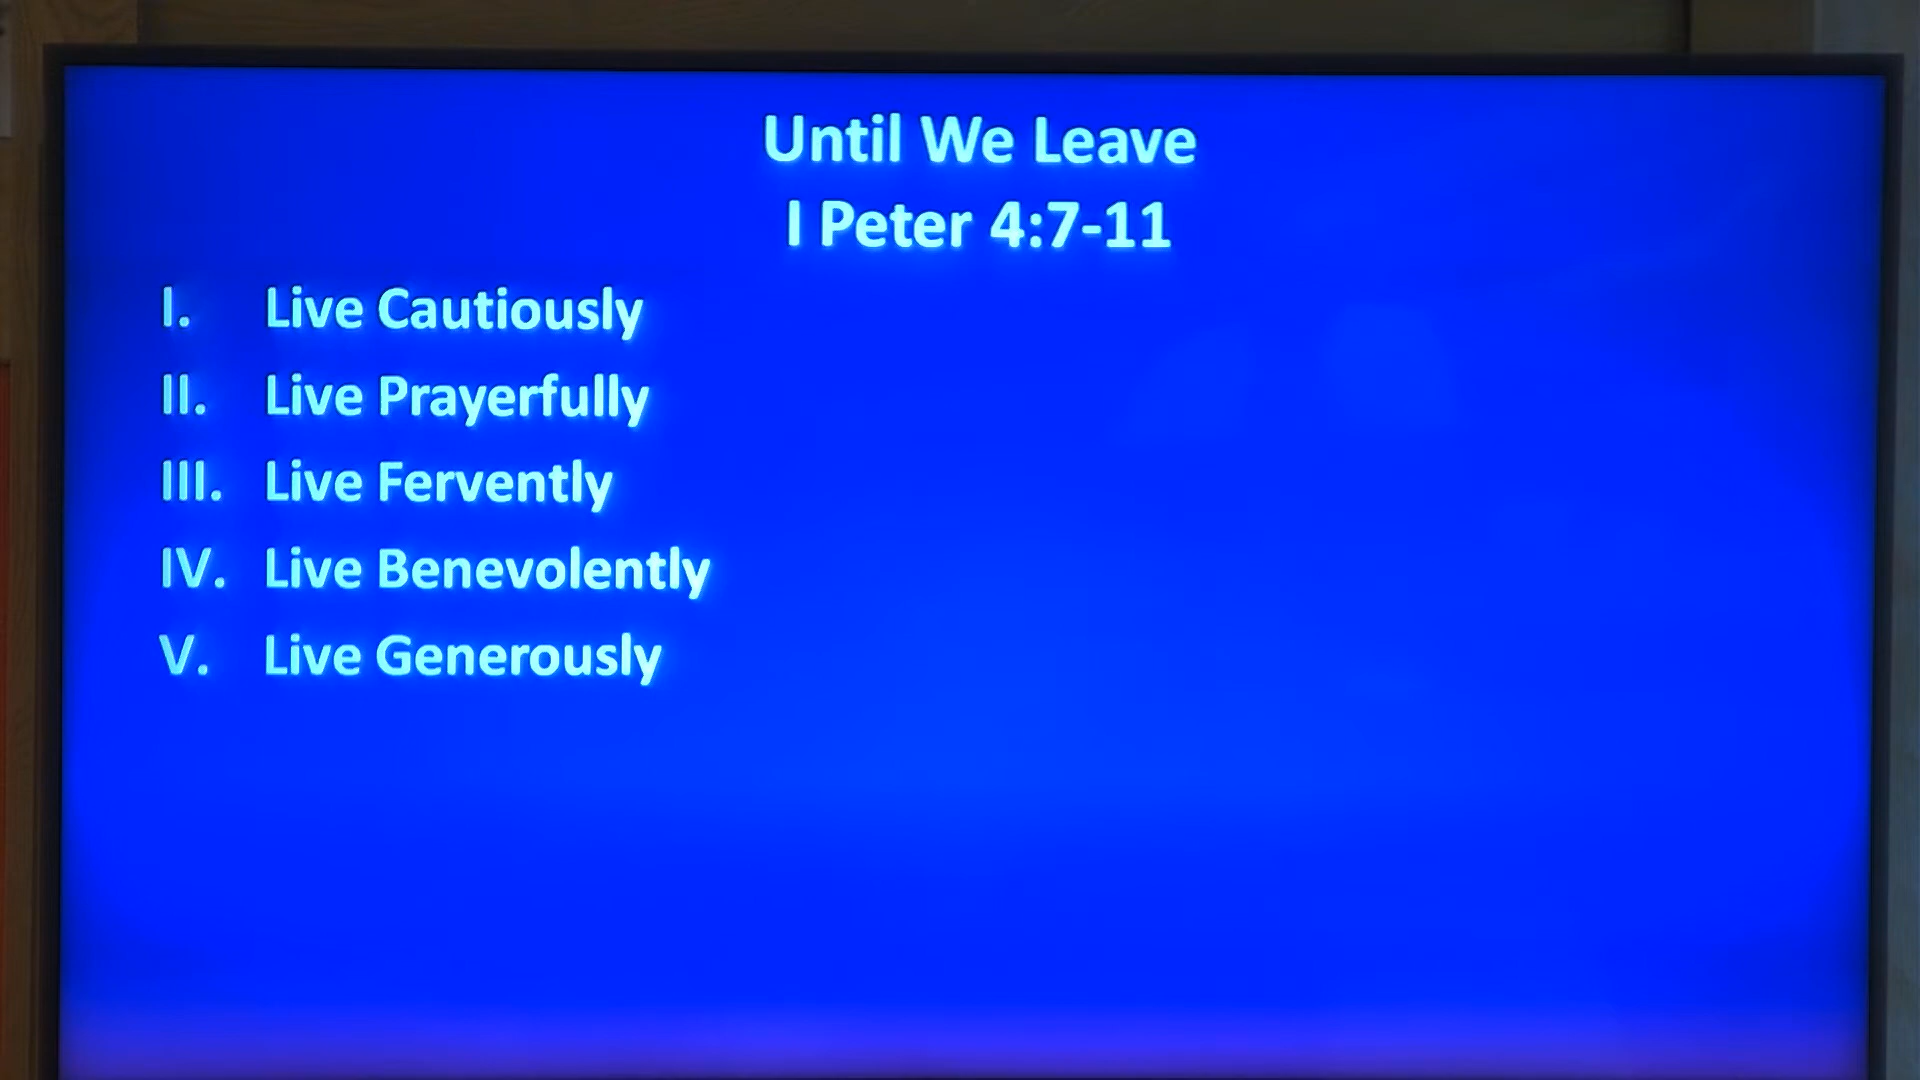 Until We Leave
I Peter 4:7-11
I. Live Cautiously
II. Live Prayerfully
III. Live Fervently
IV. Live Benevolently
V. Live Generously